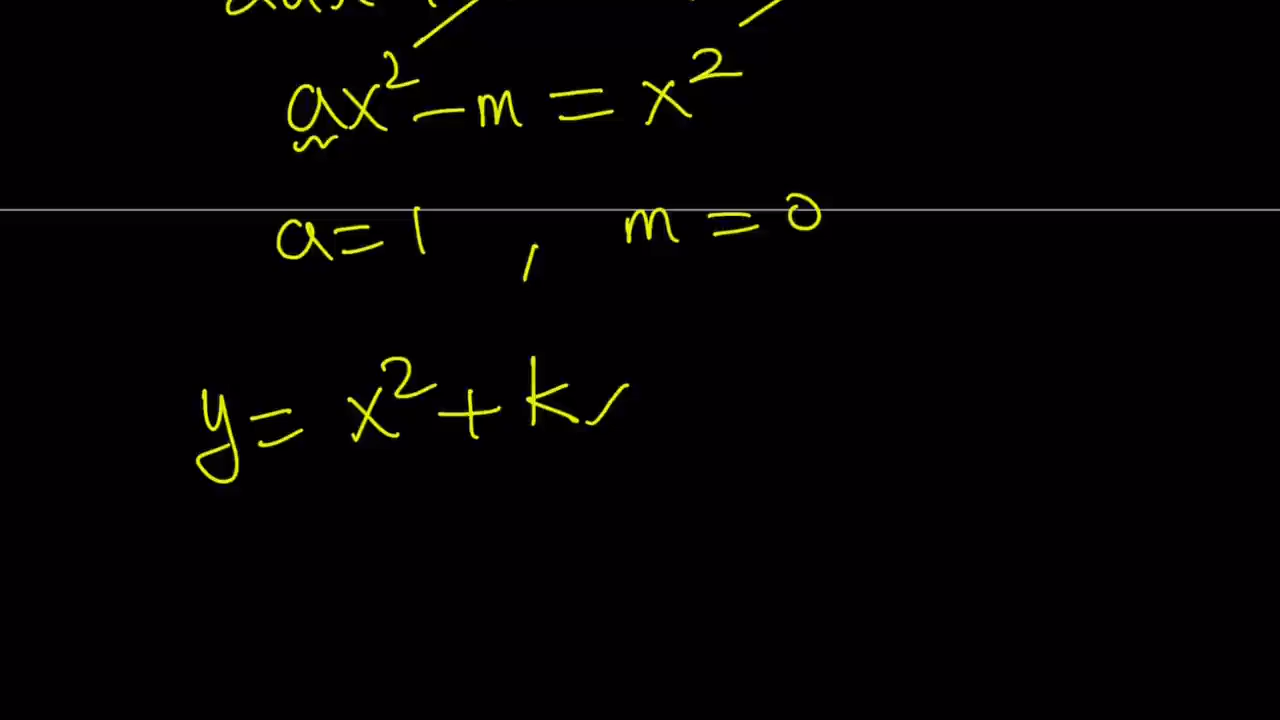 ax² - m = x²
a = 1 , m = 0
y = x² + k